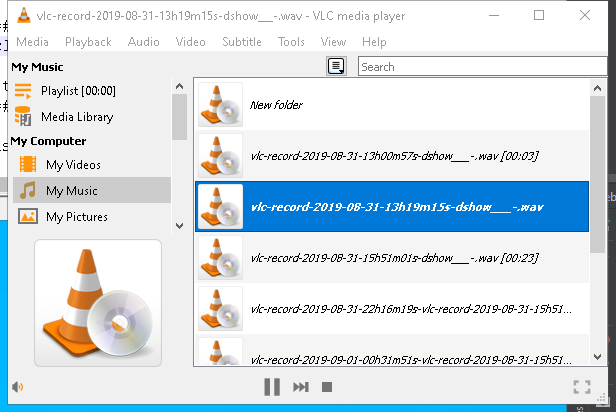 vlc-record-2019-08-31-13h19m15s-dshow___-.wav - VLC media player
Media Playback Audio Video Subtitle Tools View Help
My Music
Search
Playlist [00:00]
Media Library
My Computer
My Videos
My Music
My Pictures
New folder
vlc-record-2019-08-31-13h00m57s-dshow___-.wav [00:03]
vlc-record-2019-08-31-13h19m15s-dshow___-.wav
vlc-record-2019-08-31-15h51m01s-dshow___-.wav [00:23]
vlc-record-2019-08-31-22h16m19s-vlc-record-2019-08-31-15h51...
vlc-record-2019-09-01-00h31m51s-vlc-record-2019-08-31-15h51...